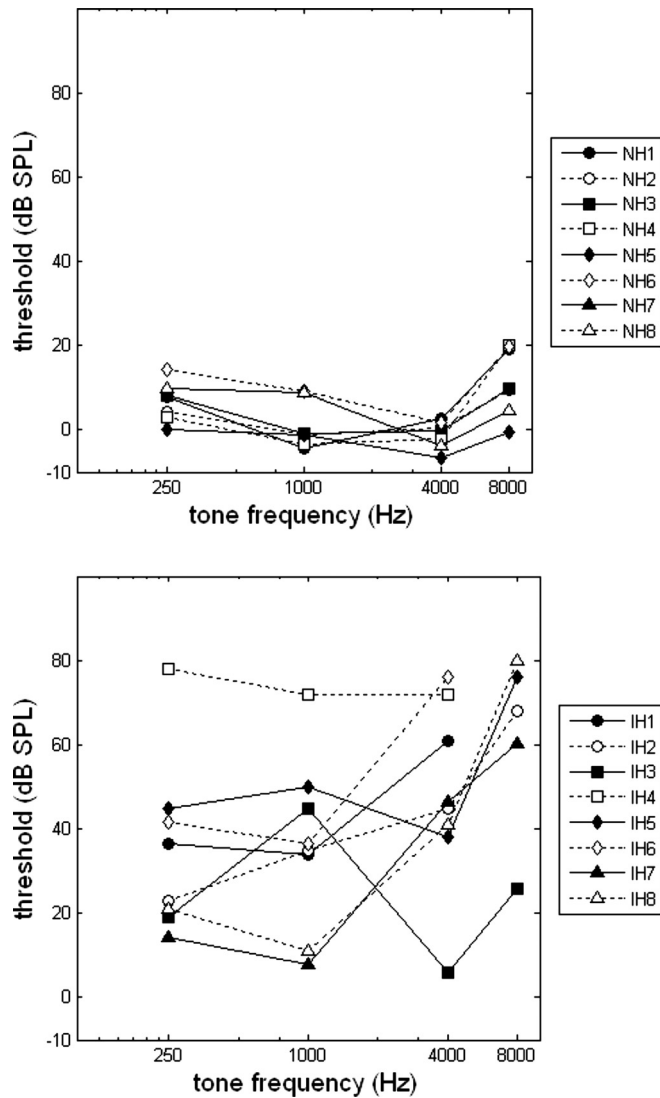 80
60
40
20
0
-10
threshold (dB SPL)
250 1000 4000 8000
tone frequency (Hz)
NH1
NH2
NH3
NH4
NH5
NH6
NH7
NH8
80
60
40
20
0
-10
threshold (dB SPL)
250 1000 4000 8000
tone frequency (Hz)
IH1
IH2
IH3
IH4
IH5
IH6
IH7
IH8